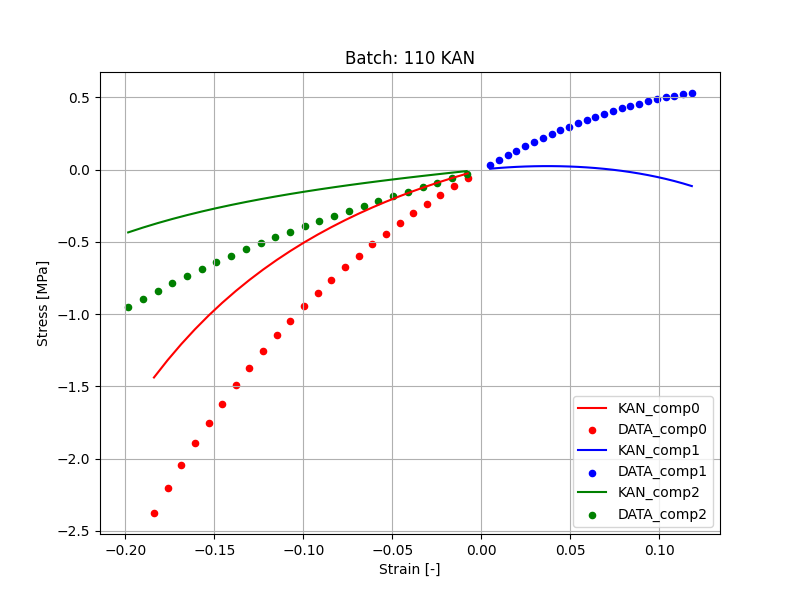 Batch: 110 KAN
Stress [MPa]
0.5
0.0
−0.5
−1.0
−1.5
−2.0
−2.5
−0.20 −0.15 −0.10 −0.05 0.00 0.05 0.10
Strain [-]
KAN_comp0
DATA_comp0
KAN_comp1
DATA_comp1
KAN_comp2
DATA_comp2